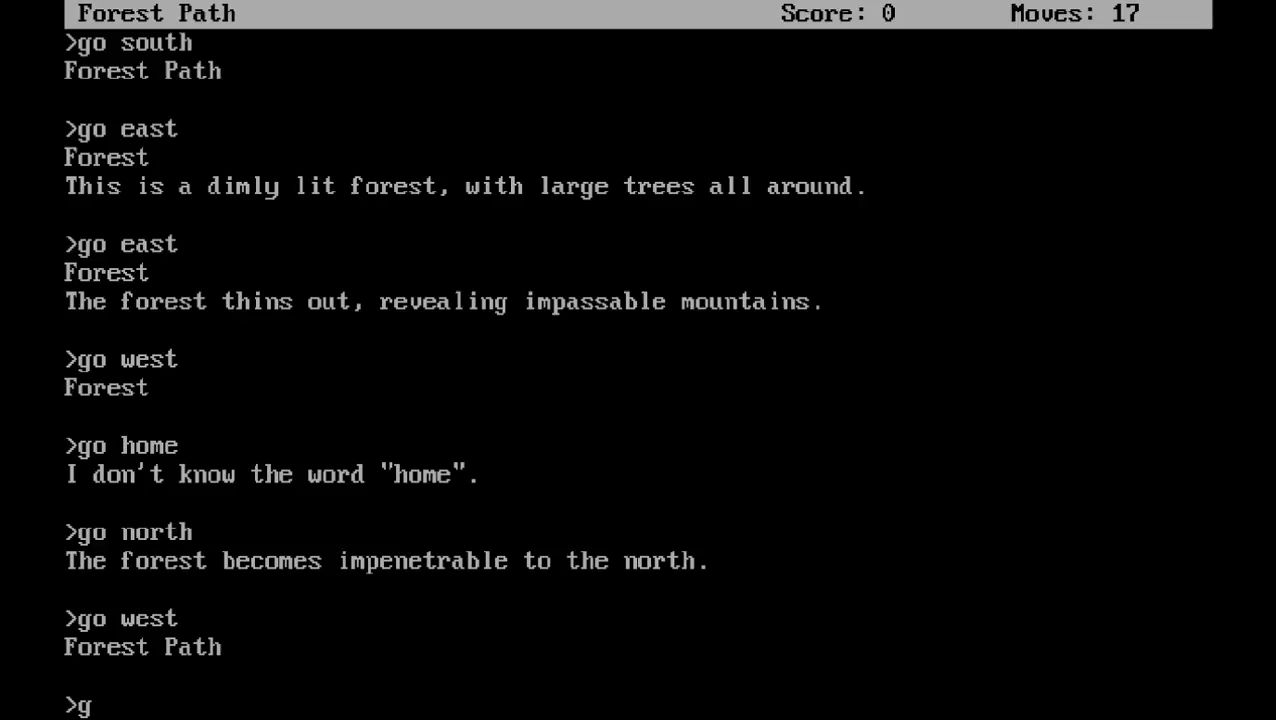 Forest Path Score: 0 Moves: 17
>go south
Forest Path
>go east
Forest
This is a dimly lit forest, with large trees all around.
>go east
Forest
The forest thins out, revealing impassable mountains.
>go west
Forest
>go home
I don't know the word "home".
>go north
The forest becomes impenetrable to the north.
>go west
Forest Path
>g